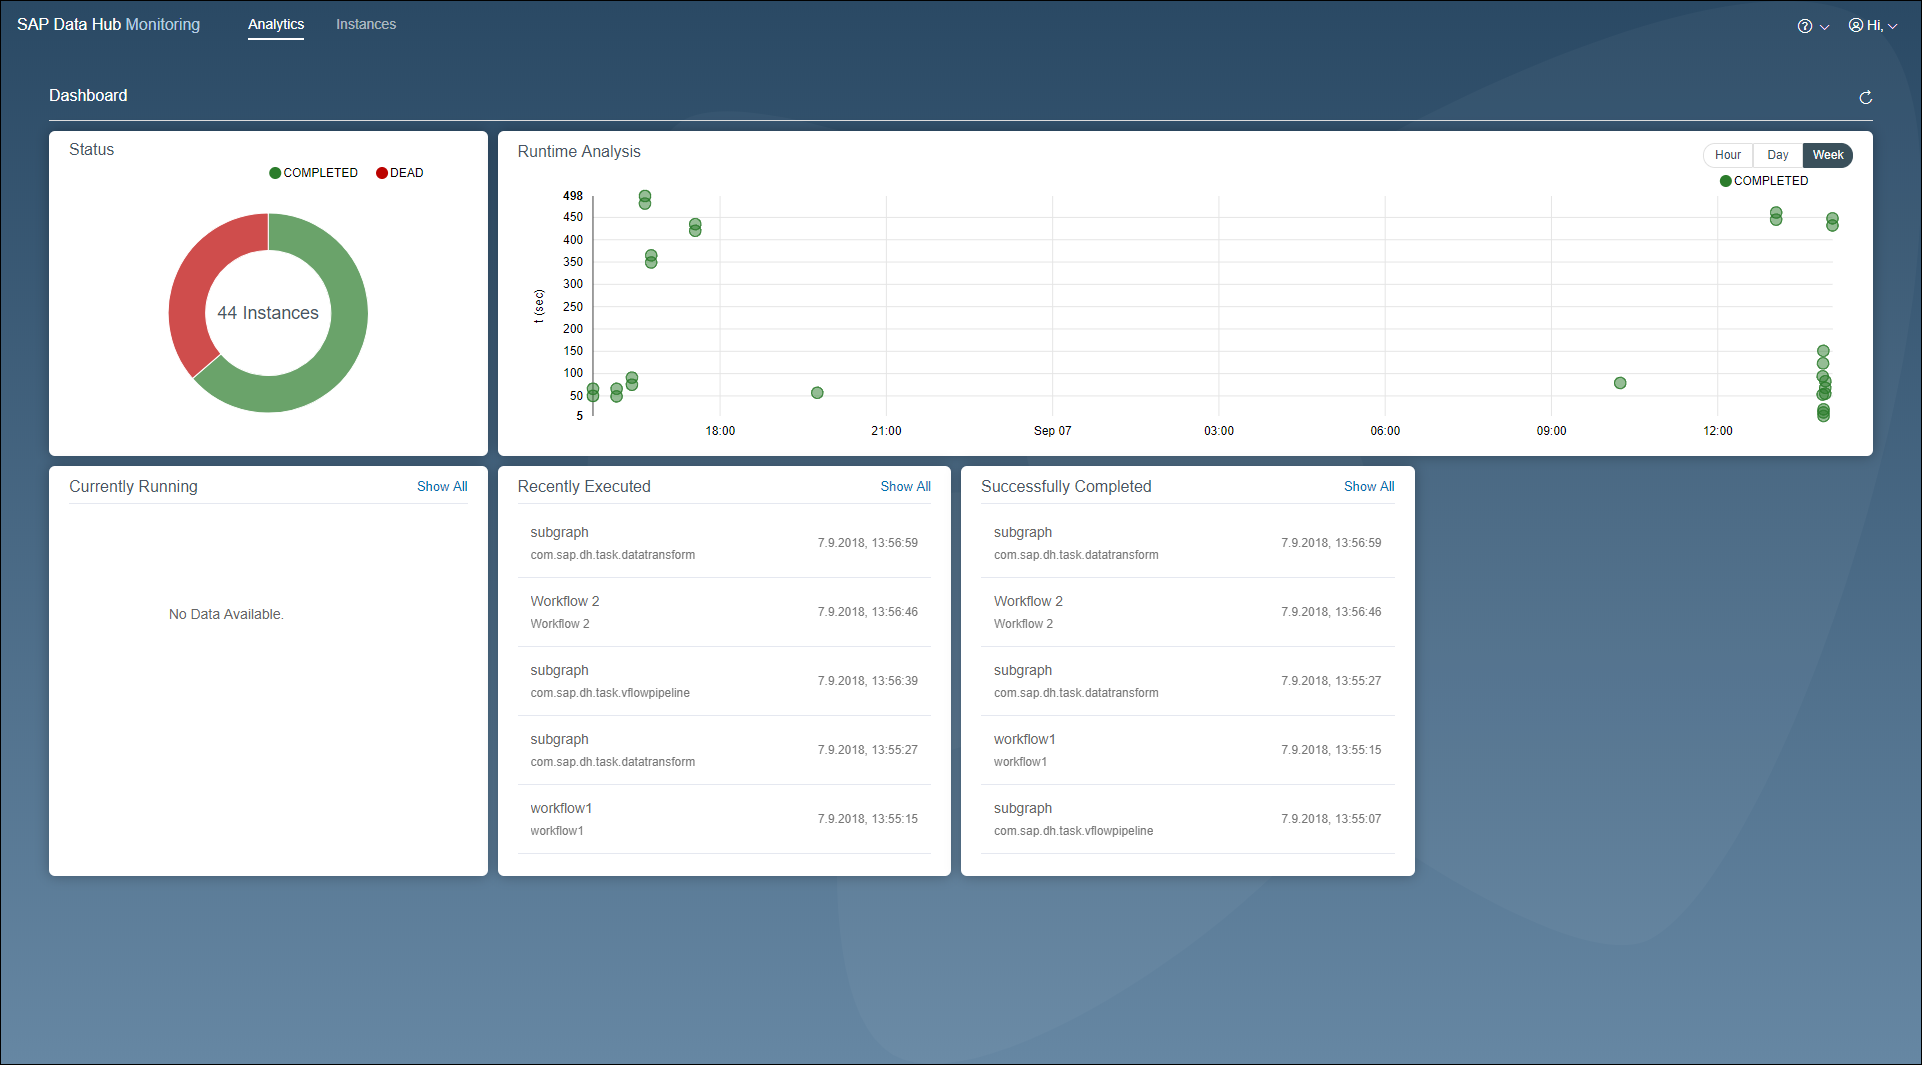 SAP Data Hub Monitoring Analytics Instances Hi,
Dashboard
Status
COMPLETED DEAD
44 Instances
Runtime Analysis
Hour Day Week
COMPLETED
498
450
400
350
300
250
200
150
100
50
5
t (sec)
18:00 21:00 Sep 07 03:00 06:00 09:00 12:00
Currently Running Show All
No Data Available.
Recently Executed Show All
subgraph
com.sap.dh.task.datatransform
7.9.2018, 13:56:59
Workflow 2
Workflow 2
7.9.2018, 13:56:46
subgraph
com.sap.dh.task.vflowpipeline
7.9.2018, 13:56:39
subgraph
com.sap.dh.task.datatransform
7.9.2018, 13:55:27
workflow1
workflow1
7.9.2018, 13:55:15
Successfully Completed Show All
subgraph
com.sap.dh.task.datatransform
7.9.2018, 13:56:59
Workflow 2
Workflow 2
7.9.2018, 13:56:46
subgraph
com.sap.dh.task.datatransform
7.9.2018, 13:55:27
workflow1
workflow1
7.9.2018, 13:55:15
subgraph
com.sap.dh.task.vflowpipeline
7.9.2018, 13:55:07